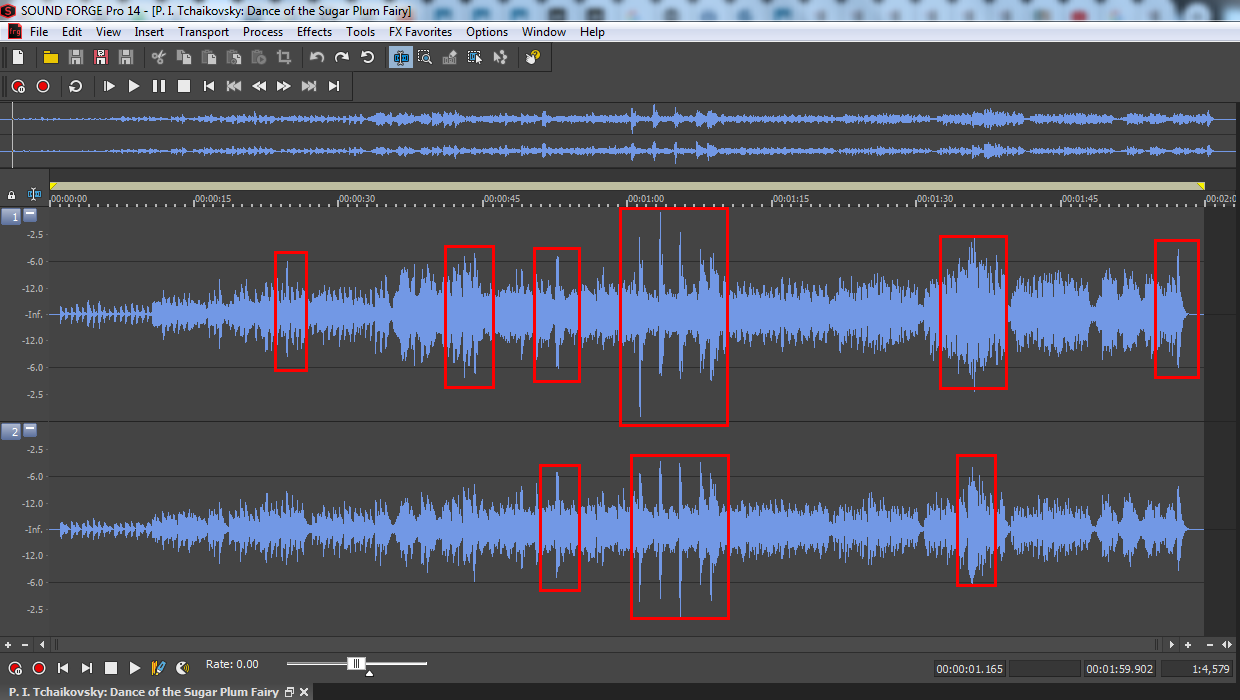 SOUND FORGE Pro 14 - [P. I. Tchaikovsky: Dance of the Sugar Plum Fairy]
File Edit View Insert Transport Process Effects Tools FX Favorites Options Window Help
00:00:00 00:00:15 00:00:30 00:00:45 00:01:00 00:01:15 00:01:30 00:01:45 00:02:0
1
-2.5
-6.0
-12.0
-Inf.
-12.0
-6.0
-2.5
2
-2.5
-6.0
-12.0
-Inf.
-12.0
-6.0
-2.5
Rate: 0.00
00:00:01.165 00:01:59.902 1:4,579
P. I. Tchaikovsky: Dance of the Sugar Plum Fairy